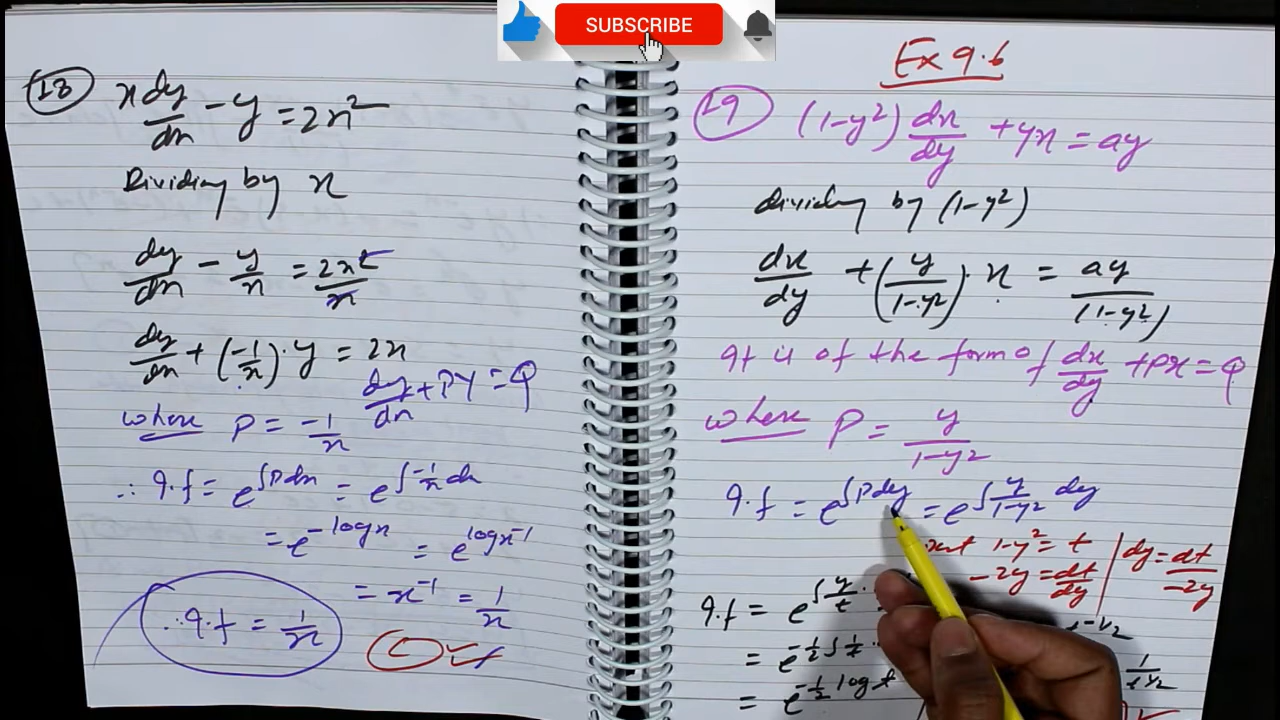 SUBSCRIBE
18 x dy/dx - y = 2x²
Dividing by x
dy/dx - y/x = 2x²/x
dy/dx + (-1/x) · y = 2x
dy/dx + PY = Q
where P = -1/x
∴ I.f = e^∫Pdx = e^∫-1/x dx
= e^-logx = e^logx^-1
= x^-1 = 1/x
∴ I.f = 1/x
C
Ex 9.6
19 (1-y²) dx/dy + yx = ay
dividing by (1-y²)
dx/dy + (y/1-y²) · x = ay/(1-y²)
It is of the form of dx/dy + Px = Q
where P = y/1-y²
I.f = e^∫Pdy = e^∫y/1-y² dy
1-y² = t
-2y = dt/dy
dy = dt/-2y
I.f = e^∫y/t ·
= e^-1/2∫1/t ·
= e^-1/2 log t